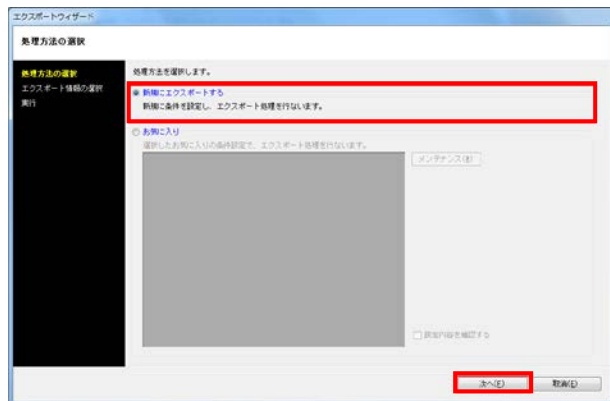 エクスポートウィザード
処理方法の選択
処理方法の選択
エクスポート情報の選択
実行
処理方法を選択します。
新規にエクスポートする
新規に条件を設定し、エクスポート処理を行ないます。
お気に入り
選択したお気に入りの条件設定で、エクスポート処理を行ないます。
メンテナンス(M)
設定内容を確認する
次へ(F)
取消(E)